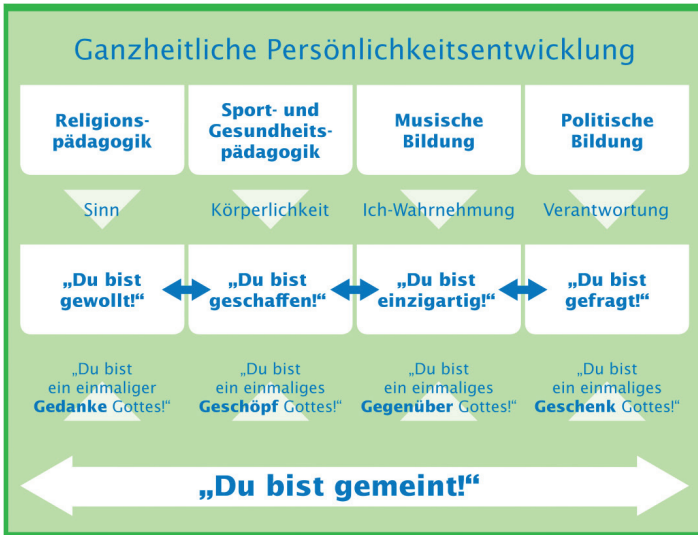 Ganzheitliche Persönlichkeitsentwicklung
Religions-
pädagogik
Sport- und
Gesundheits-
pädagogik
Musische
Bildung
Politische
Bildung
Sinn
Körperlichkeit
Ich-Wahrnehmung
Verantwortung
„Du bist
gewollt!“
„Du bist
geschaffen!“
„Du bist
einzigartig!“
„Du bist
gefragt!“
„Du bist
ein einmaliger
Gedanke Gottes!“
„Du bist
ein einmaliges
Geschöpf Gottes!“
„Du bist
ein einmaliges
Gegenüber Gottes!“
„Du bist
ein einmaliges
Geschenk Gottes!“
„Du bist gemeint!“